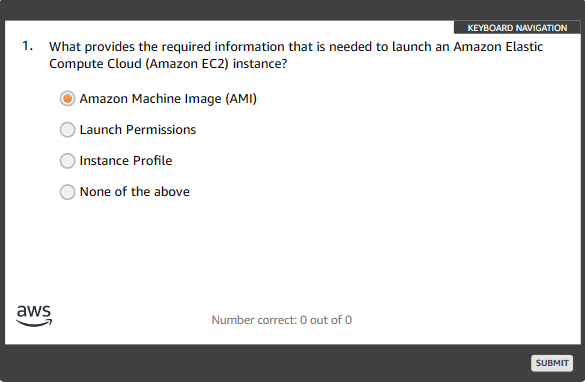 KEYBOARD NAVIGATION
1. What provides the required information that is needed to launch an Amazon Elastic
Compute Cloud (Amazon EC2) instance?
Amazon Machine Image (AMI)
Launch Permissions
Instance Profile
None of the above
aws
Number correct: 0 out of 0
SUBMIT